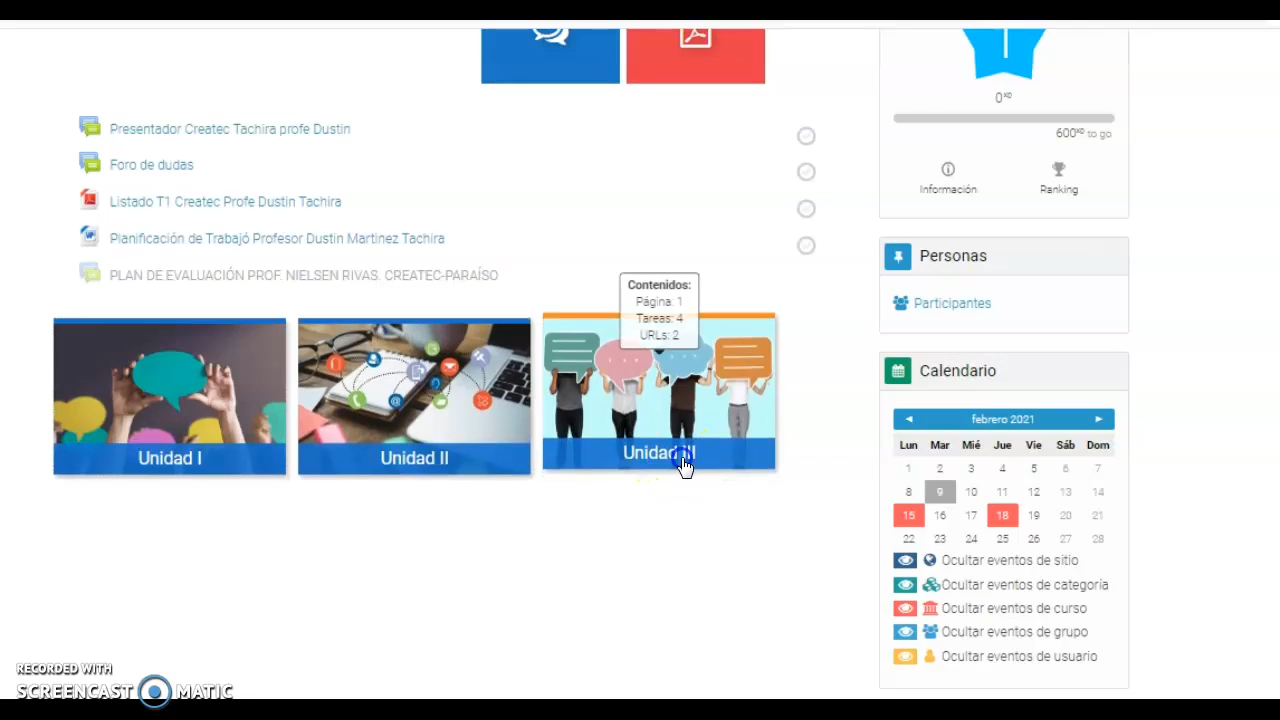 0XP
600XP to go
Información
Ranking
Presentador Createc Tachira profe Dustin
Foro de dudas
Listado T1 Createc Profe Dustin Tachira
Planificación de Trabajó Profesor Dustin Martinez Tachira
PLAN DE EVALUACIÓN PROF. NIELSEN RIVAS. CREATEC-PARAÍSO
Contenidos:
Página: 1
Tareas: 4
URLs: 2
Unidad I
Unidad II
Unidad III
Personas
Participantes
Calendario
◄ febrero 2021 ►
Lun Mar Mié Jue Vie Sáb Dom
1 2 3 4 5 6 7
8 9 10 11 12 13 14
15 16 17 18 19 20 21
22 23 24 25 26 27 28
Ocultar eventos de sitio
Ocultar eventos de categoría
Ocultar eventos de curso
Ocultar eventos de grupo
Ocultar eventos de usuario
RECORDED WITH
SCREENCAST MATIC